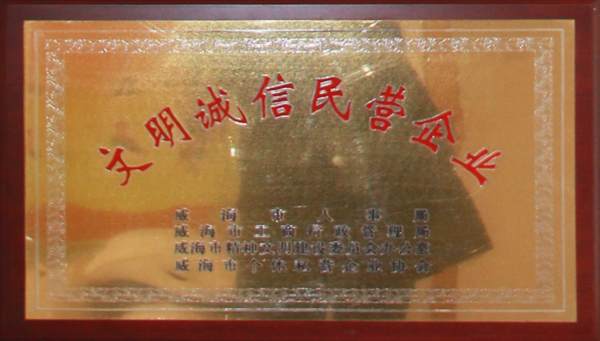 文明诚信民营企业
威海市人事局
威海市工商行政管理局
威海市精神文明建设委员会办公室
威海市个体私营企业协会